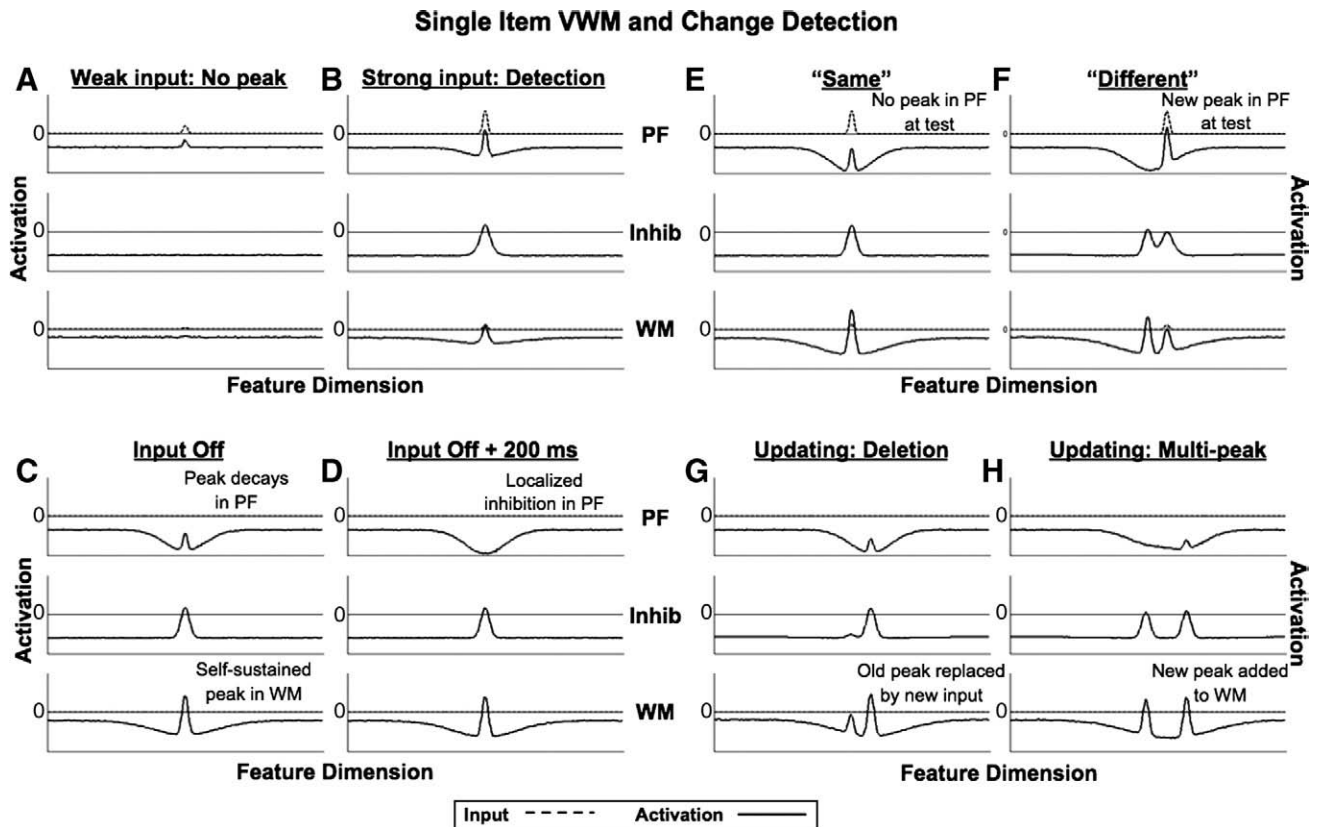 Single Item VWM and Change Detection
A Weak input: No peak
B Strong input: Detection
E "Same"
F "Different"
No peak in PF
at test
New peak in PF
at test
0
0
PF
0
0
0
0
Inhib
0
0
0
0
WM
0
0
Activation
Activation
Feature Dimension
Feature Dimension
C Input Off
D Input Off + 200 ms
G Updating: Deletion
H Updating: Multi-peak
Peak decays
in PF
Localized
inhibition in PF
0
0
PF
0
0
0
0
Inhib
0
0
Self-sustained
peak in WM
Old peak replaced
by new input
New peak added
to WM
0
0
WM
0
0
Activation
Activation
Feature Dimension
Feature Dimension
Input Activation